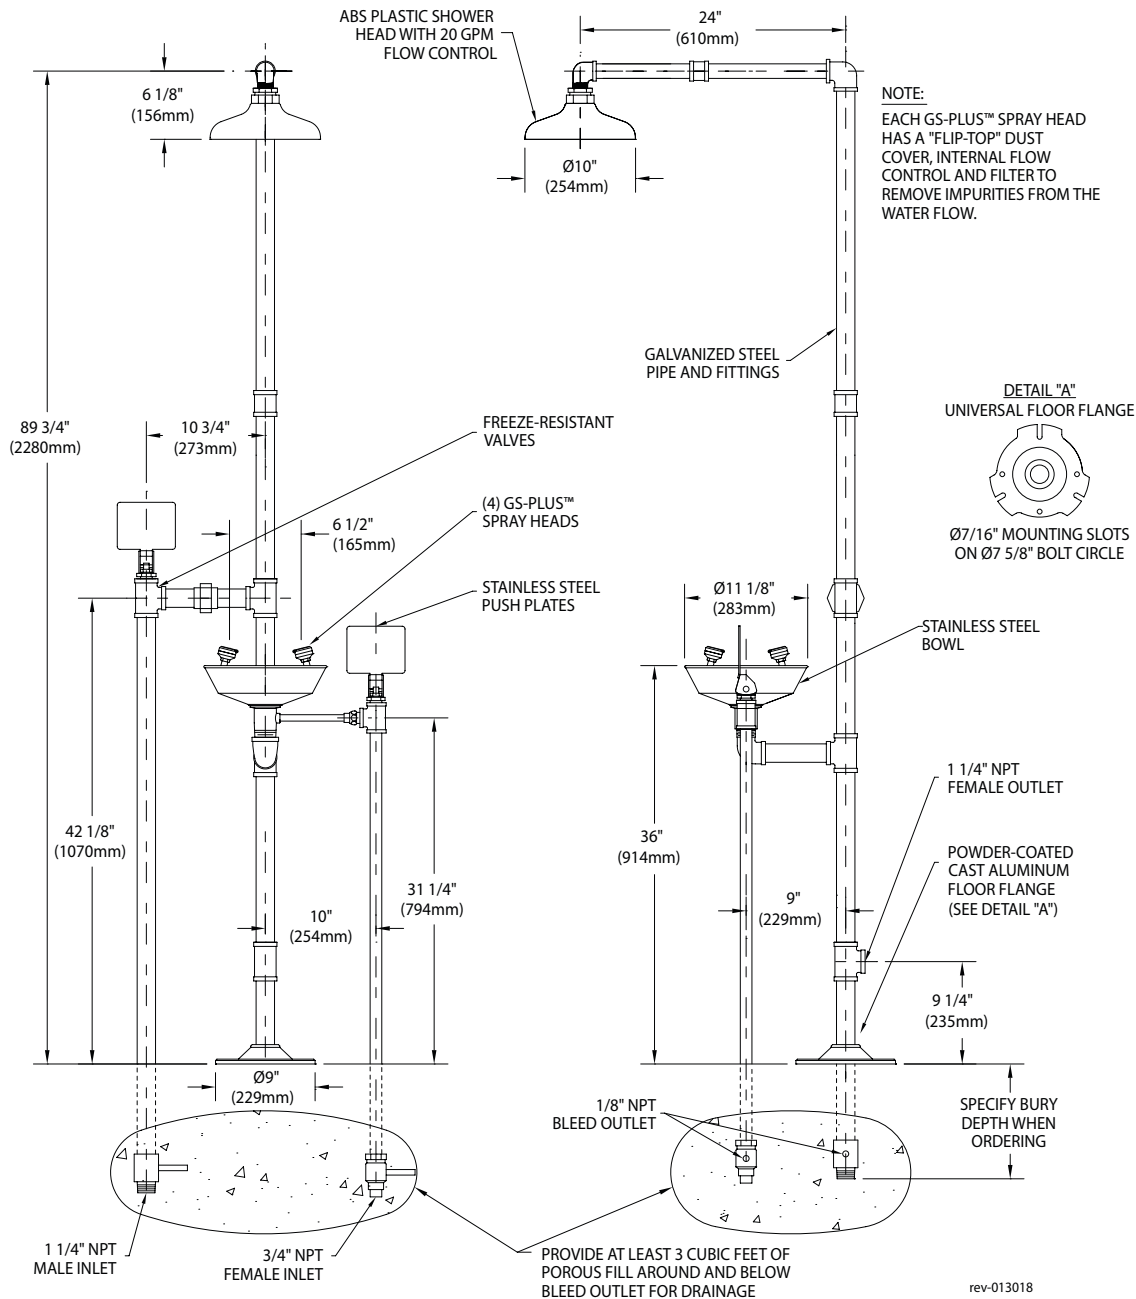 ABS PLASTIC SHOWER
HEAD WITH 20 GPM
FLOW CONTROL
24"
(610mm)
6 1/8"
(156mm)
Ø10"
(254mm)
NOTE:
EACH GS-PLUS™ SPRAY HEAD
HAS A "FLIP-TOP" DUST
COVER, INTERNAL FLOW
CONTROL AND FILTER TO
REMOVE IMPURITIES FROM THE
WATER FLOW.
GALVANIZED STEEL
PIPE AND FITTINGS
DETAIL "A"
UNIVERSAL FLOOR FLANGE
Ø7/16" MOUNTING SLOTS
ON Ø7 5/8" BOLT CIRCLE
89 3/4"
(2280mm)
10 3/4"
(273mm)
FREEZE-RESISTANT
VALVES
(4) GS-PLUS™
SPRAY HEADS
6 1/2"
(165mm)
STAINLESS STEEL
PUSH PLATES
Ø11 1/8"
(283mm)
STAINLESS STEEL
BOWL
1 1/4" NPT
FEMALE OUTLET
42 1/8"
(1070mm)
36"
(914mm)
POWDER-COATED
CAST ALUMINUM
FLOOR FLANGE
(SEE DETAIL "A")
31 1/4"
(794mm)
10"
(254mm)
9"
(229mm)
9 1/4"
(235mm)
Ø9"
(229mm)
1/8" NPT
BLEED OUTLET
SPECIFY BURY
DEPTH WHEN
ORDERING
1 1/4" NPT
MALE INLET
3/4" NPT
FEMALE INLET
PROVIDE AT LEAST 3 CUBIC FEET OF
POROUS FILL AROUND AND BELOW
BLEED OUTLET FOR DRAINAGE
rev-013018